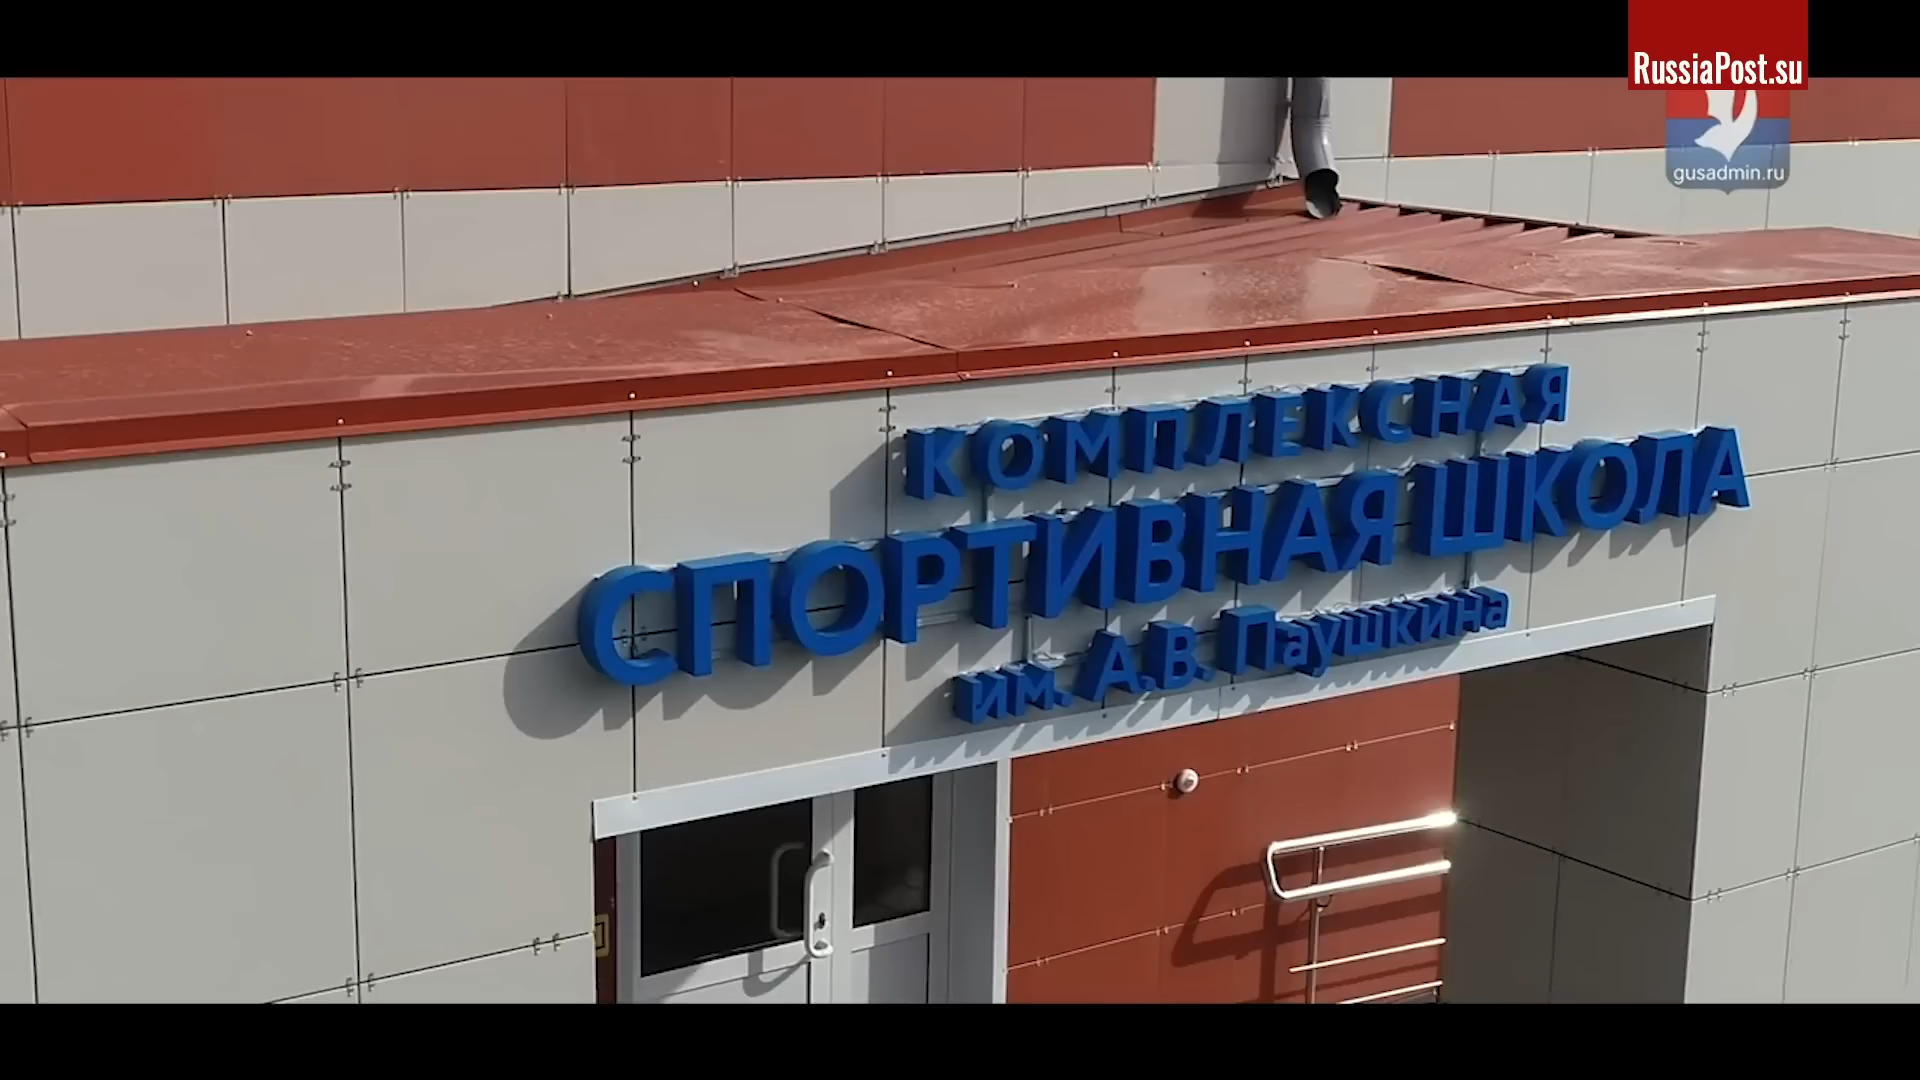 RussiaPost.su
gusadmin.ru
КОМПЛЕКСНАЯ
СПОРТИВНАЯ ШКОЛА
им. А.В. Паушкина